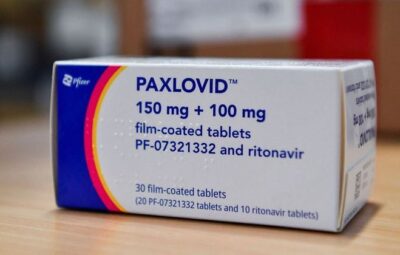 Pfizer
PAXLOVID™
150 mg + 100 mg
film-coated tablets
PF-07321332 and ritonavir
30 film-coated tablets
(20 PF-07321332 tablets and 10 ritonavir tablets)